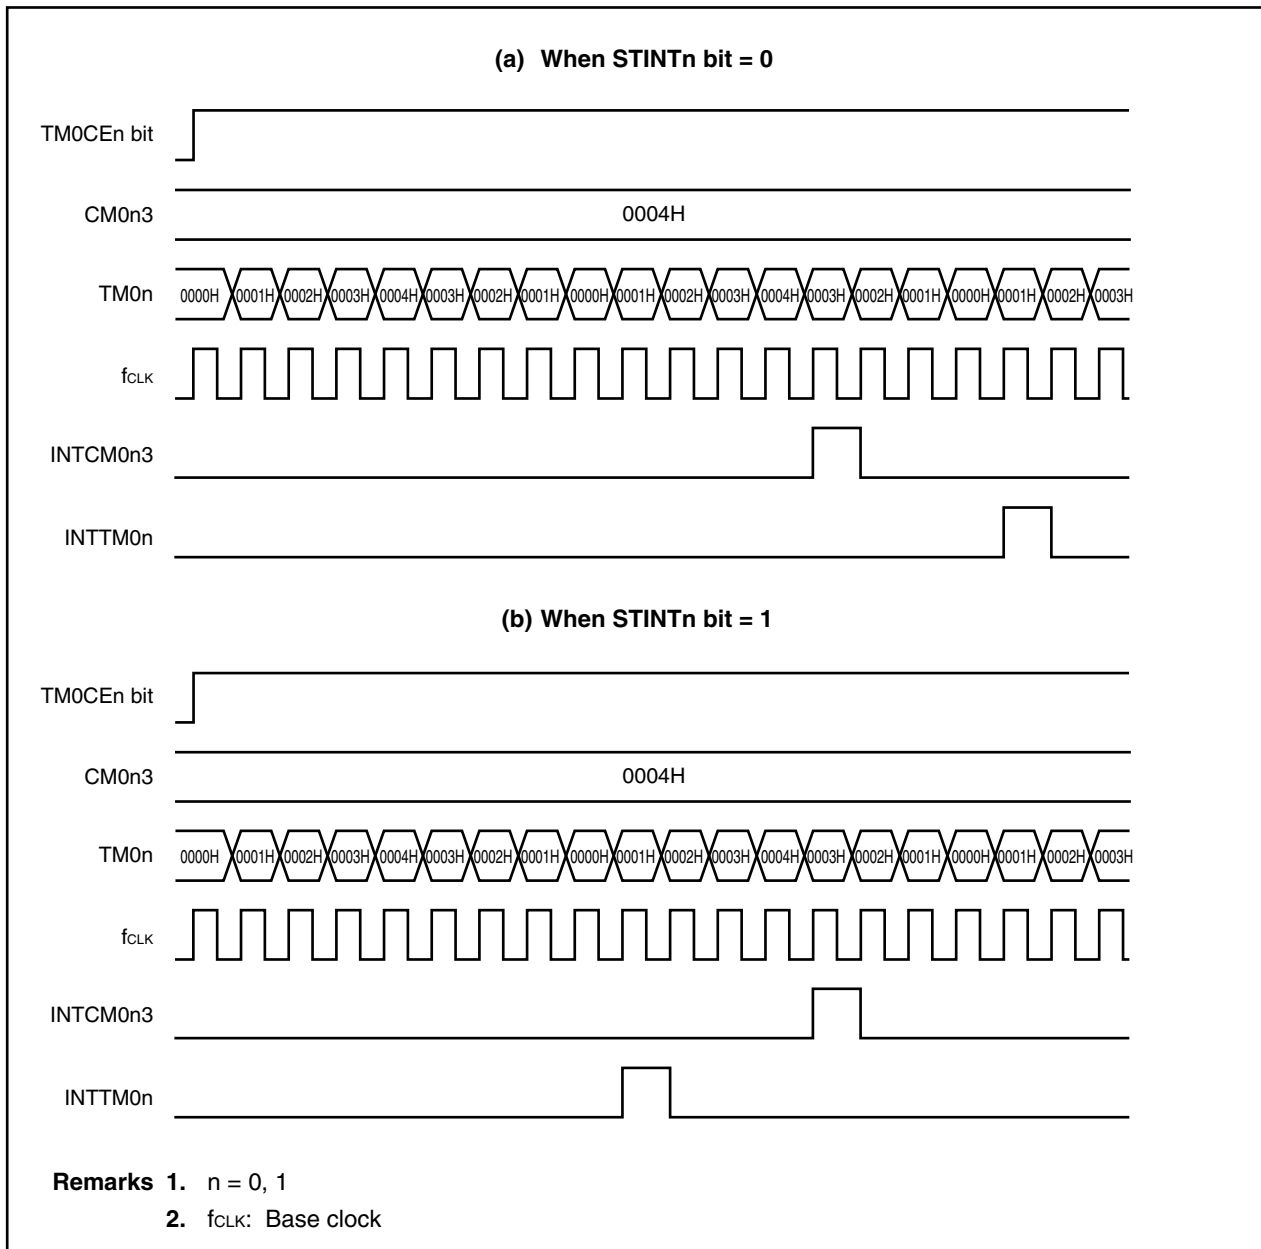 (a) When STINTn bit = 0
TM0CEn bit
CM0n3 0004H
TM0n 0000H 0001H 0002H 0003H 0004H 0003H 0002H 0001H 0000H 0001H 0002H 0003H 0004H 0003H 0002H 0001H 0000H 0001H 0002H 0003H
fCLK
INTCM0n3
INTTM0n
(b) When STINTn bit = 1
TM0CEn bit
CM0n3 0004H
TM0n 0000H 0001H 0002H 0003H 0004H 0003H 0002H 0001H 0000H 0001H 0002H 0003H 0004H 0003H 0002H 0001H 0000H 0001H 0002H 0003H
fCLK
INTCM0n3
INTTM0n
Remarks 1. n = 0, 1
2. fCLK: Base clock